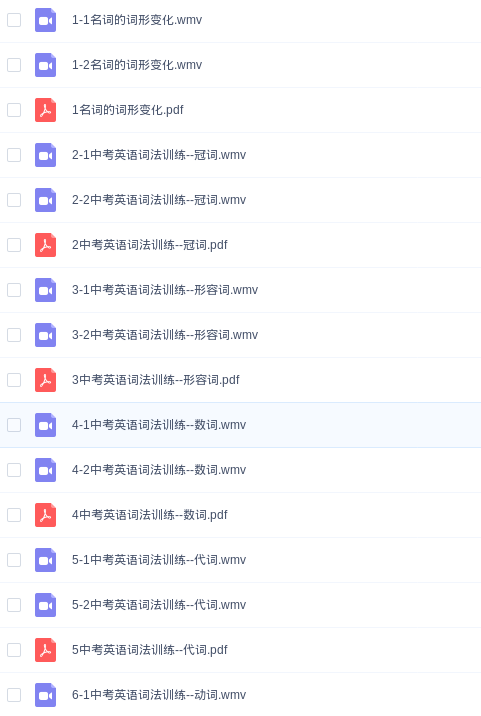 1-1名词的词形变化.wmv
1-2名词的词形变化.wmv
1名词的词形变化.pdf
2-1中考英语词法训练--冠词.wmv
2-2中考英语词法训练--冠词.wmv
2中考英语词法训练--冠词.pdf
3-1中考英语词法训练--形容词.wmv
3-2中考英语词法训练--形容词.wmv
3中考英语词法训练--形容词.pdf
4-1中考英语词法训练--数词.wmv
4-2中考英语词法训练--数词.wmv
4中考英语词法训练--数词.pdf
5-1中考英语词法训练--代词.wmv
5-2中考英语词法训练--代词.wmv
5中考英语词法训练--代词.pdf
6-1中考英语词法训练--动词.wmv